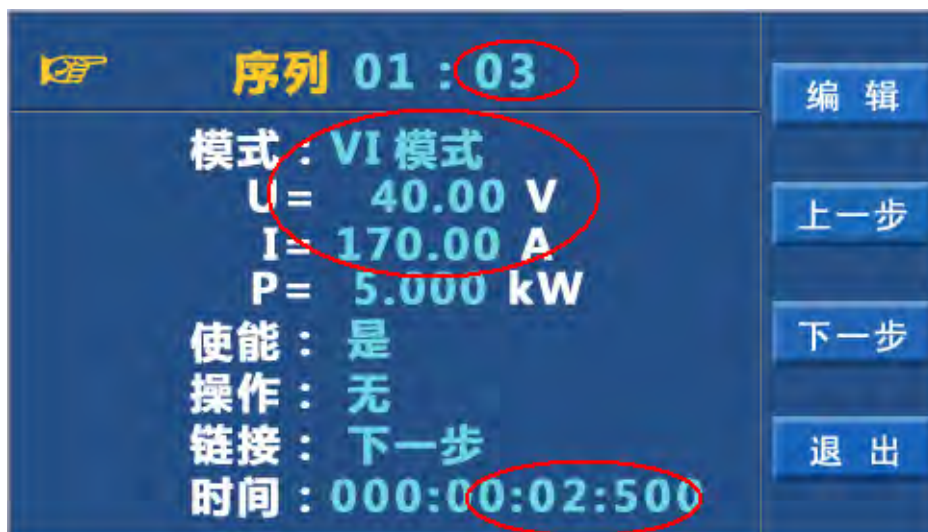 序列 01 : 03
模式 : VI 模式
U = 40.00 V
I = 170.00 A
P = 5.000 kW
使能 : 是
操作 : 无
链接 : 下一步
时间 : 000:00:02:500
编 辑
上一步
下一步
退 出